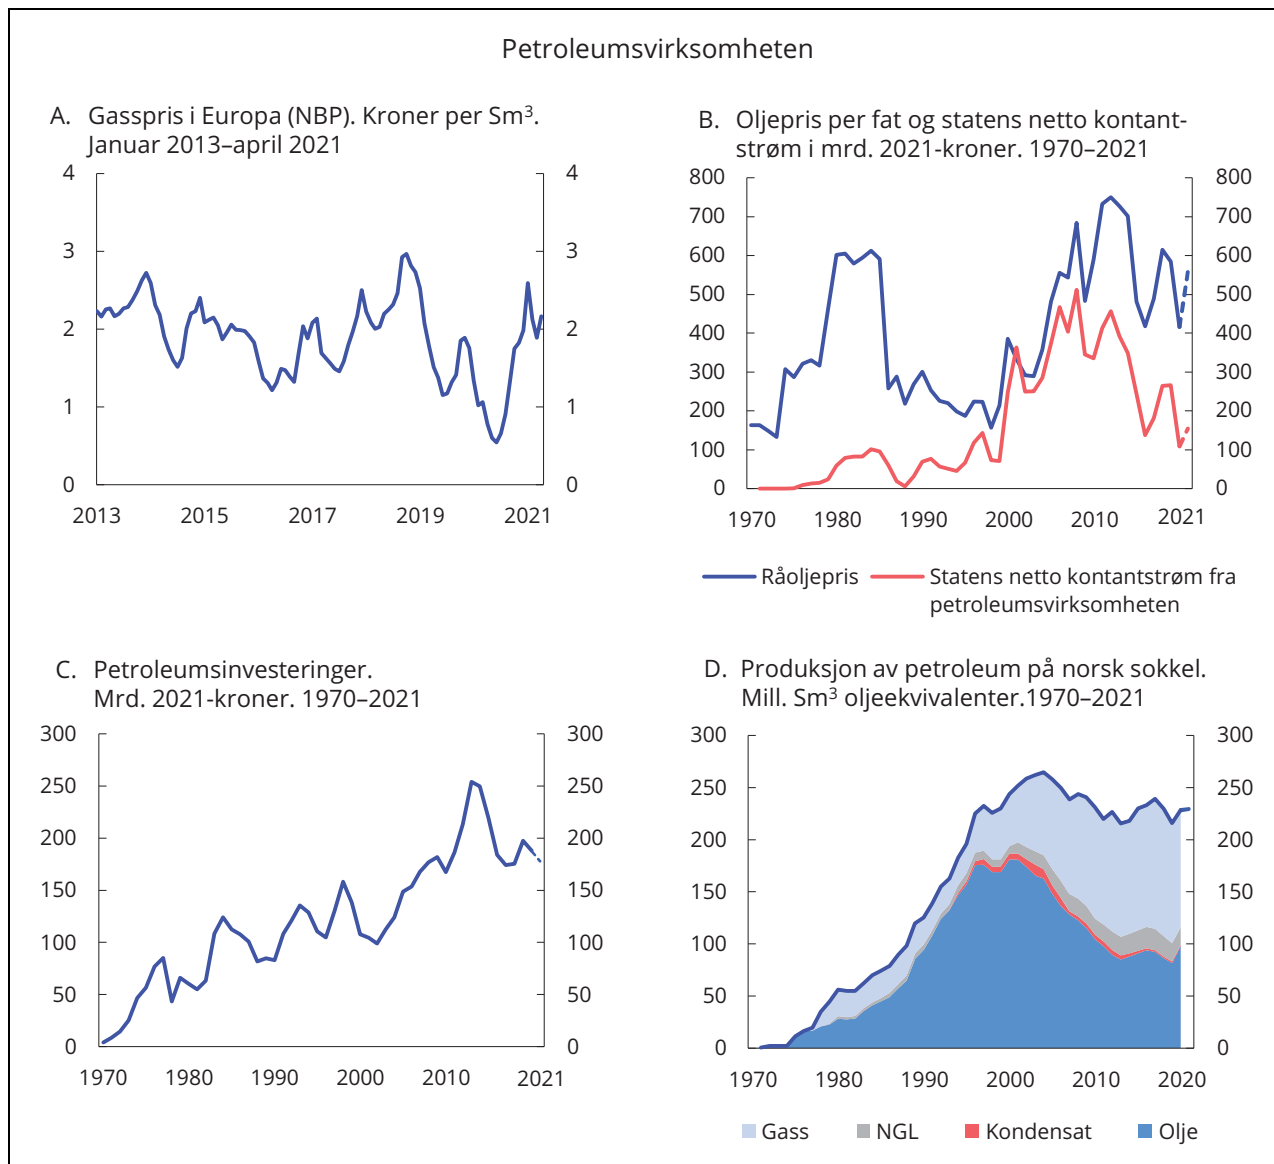 Petroleumsvirksomheten
A. Gasspris i Europa (NBP). Kroner per Sm³.
Januar 2013–april 2021
4 4
3 3
2 2
1 1
0 0
2013 2015 2017 2019 2021
B. Oljepris per fat og statens netto kontant-
strøm i mrd. 2021-kroner. 1970–2021
800 800
700 700
600 600
500 500
400 400
300 300
200 200
100 100
0 0
1970 1980 1990 2000 2010 2021
Råoljepris Statens netto kontantstrøm fra
petroleumsvirksomheten
C. Petroleumsinvesteringer.
Mrd. 2021-kroner. 1970–2021
300 300
250 250
200 200
150 150
100 100
50 50
0 0
1970 1980 1990 2000 2010 2021
D. Produksjon av petroleum på norsk sokkel.
Mill. Sm³ oljeekvivalenter.1970–2021
300 300
250 250
200 200
150 150
100 100
50 50
0 0
1970 1980 1990 2000 2010 2020
Gass NGL Kondensat Olje